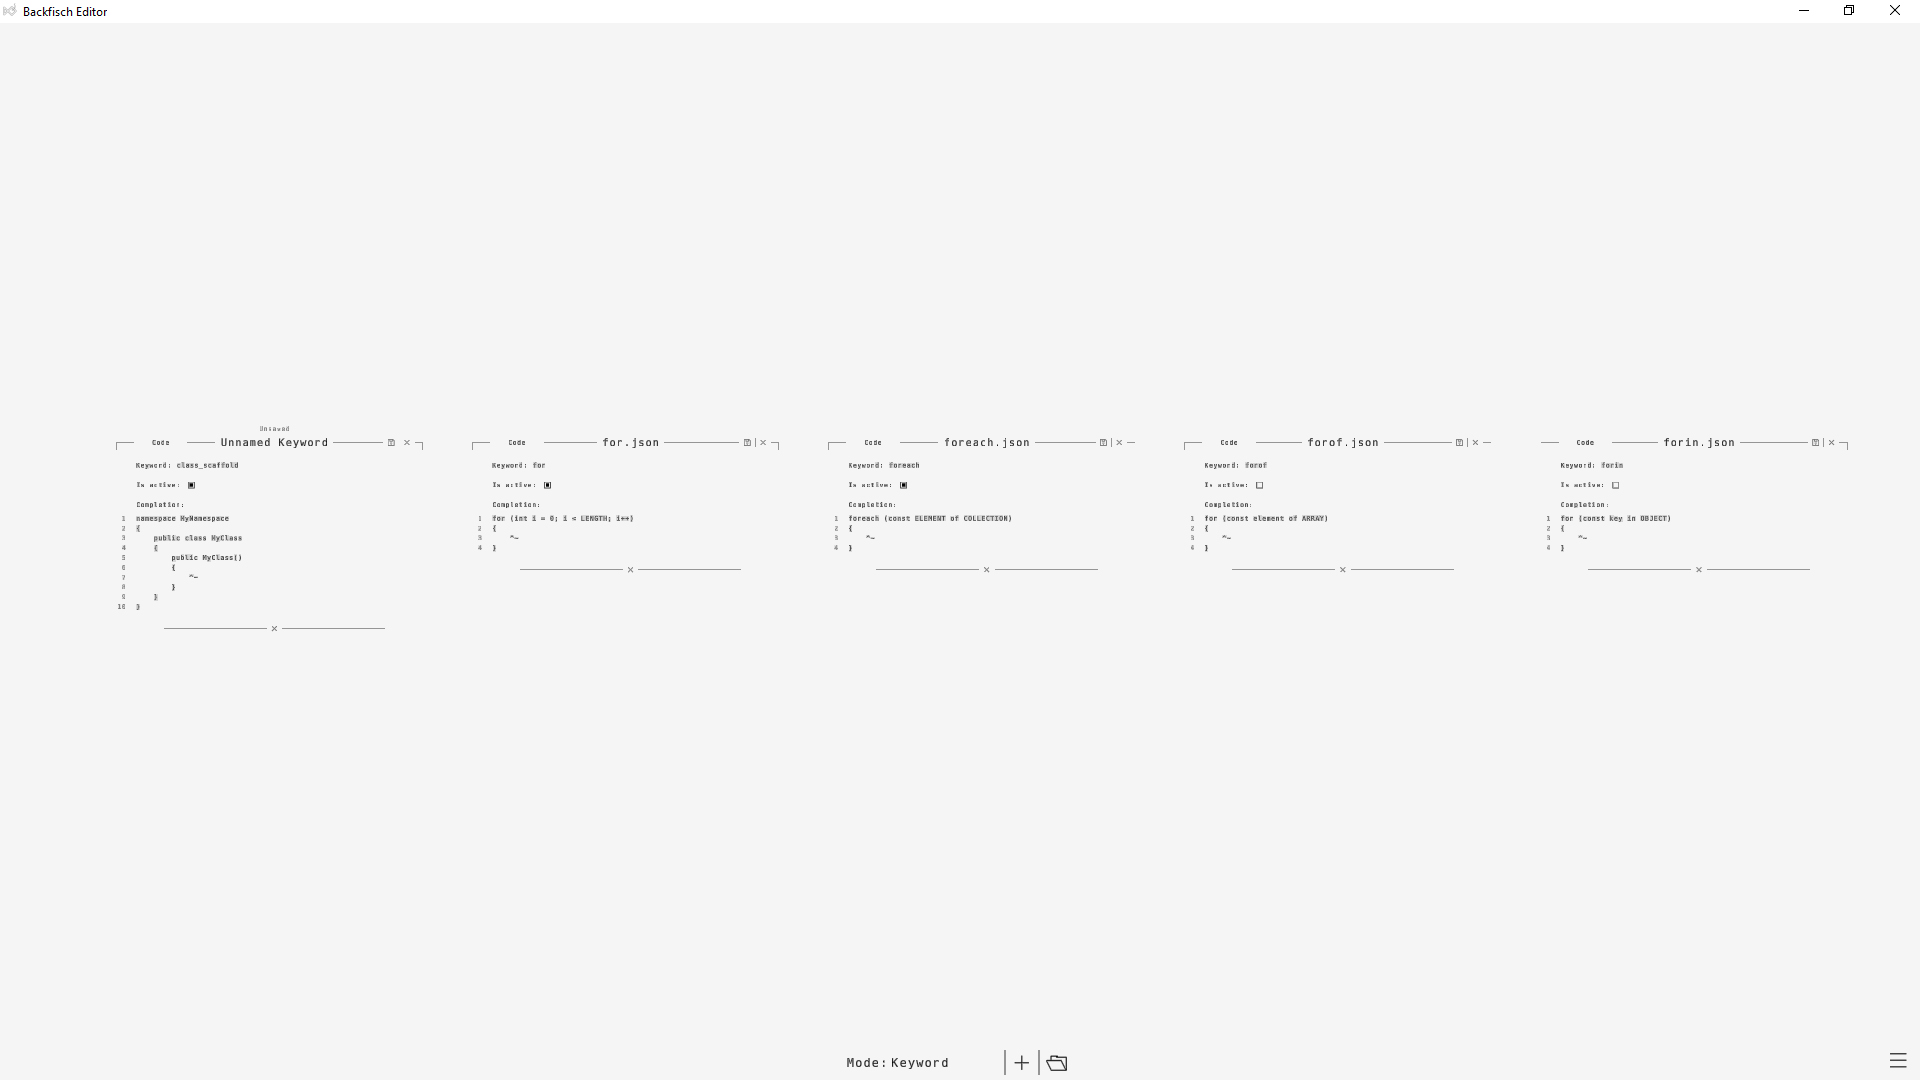 Backfisch Editor
Unsaved
Code Unnamed Keyword
Keyword: class_scaffold
Is active:
Completion:
1 namespace MyNamespace
2 {
3     public class MyClass
4     {
5         public MyClass()
6         {
7             ^~
8         }
9     }
10 }
Code for.json
Keyword: for
Is active:
Completion:
1 for (int i = 0; i < LENGTH; i++)
2 {
3     ^~
4 }
Code foreach.json
Keyword: foreach
Is active:
Completion:
1 foreach (const ELEMENT of COLLECTION)
2 {
3     ^~
4 }
Code forof.json
Keyword: forof
Is active:
Completion:
1 for (const element of ARRAY)
2 {
3     ^~
4 }
Code forin.json
Keyword: forin
Is active:
Completion:
1 for (const key in OBJECT)
2 {
3     ^~
4 }
Mode: Keyword